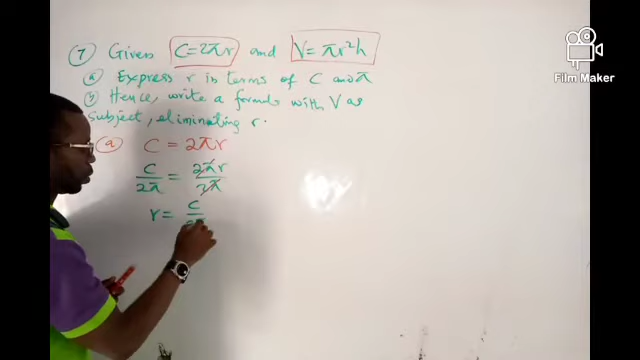 7 Given C = 2πr and V = πr²h
a Express r in terms of C and π
b Hence, write a formula with V as
subject, eliminating r.
a C = 2πr
C/2π = 2πr/2π
r = C/2π
Film Maker